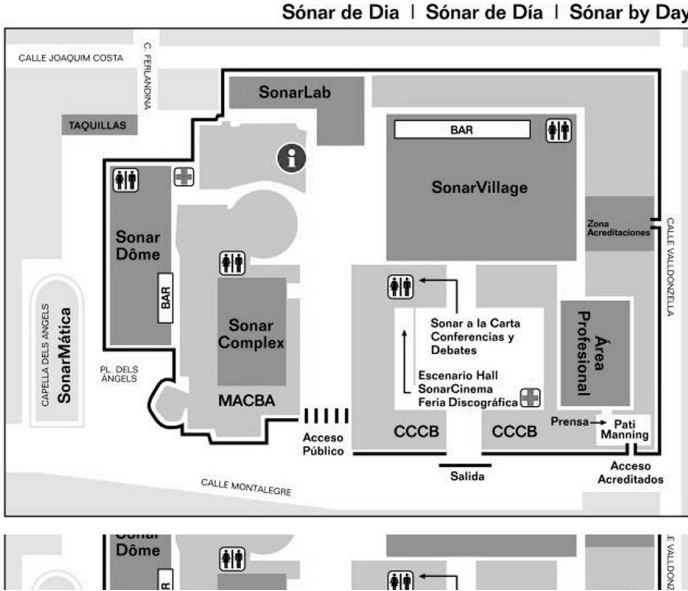 Sónar de Dia | Sónar de Día | Sónar by Day
CALLE JOAQUIM COSTA
C. FERLANDINA
SonarLab
TAQUILLAS
BAR
i
SonarVillage
Sonar
Dôme
Zona
Acreditaciones
CALLE VALLDONZELLA
BAR
Sonar
Complex
CAPELLA DELS ANGELS
SonarMática
Sonar a la Carta
Conferencias y
Debates
Área
Profesional
PL. DELS
ÀNGELS
Escenario Hall
SonarCinema
Feria Discográfica
MACBA
Prensa
Pati
Manning
CCCB
CCCB
Acceso
Público
Salida
Acceso
Acreditados
CALLE MONTALEGRE
Sonar
Dôme